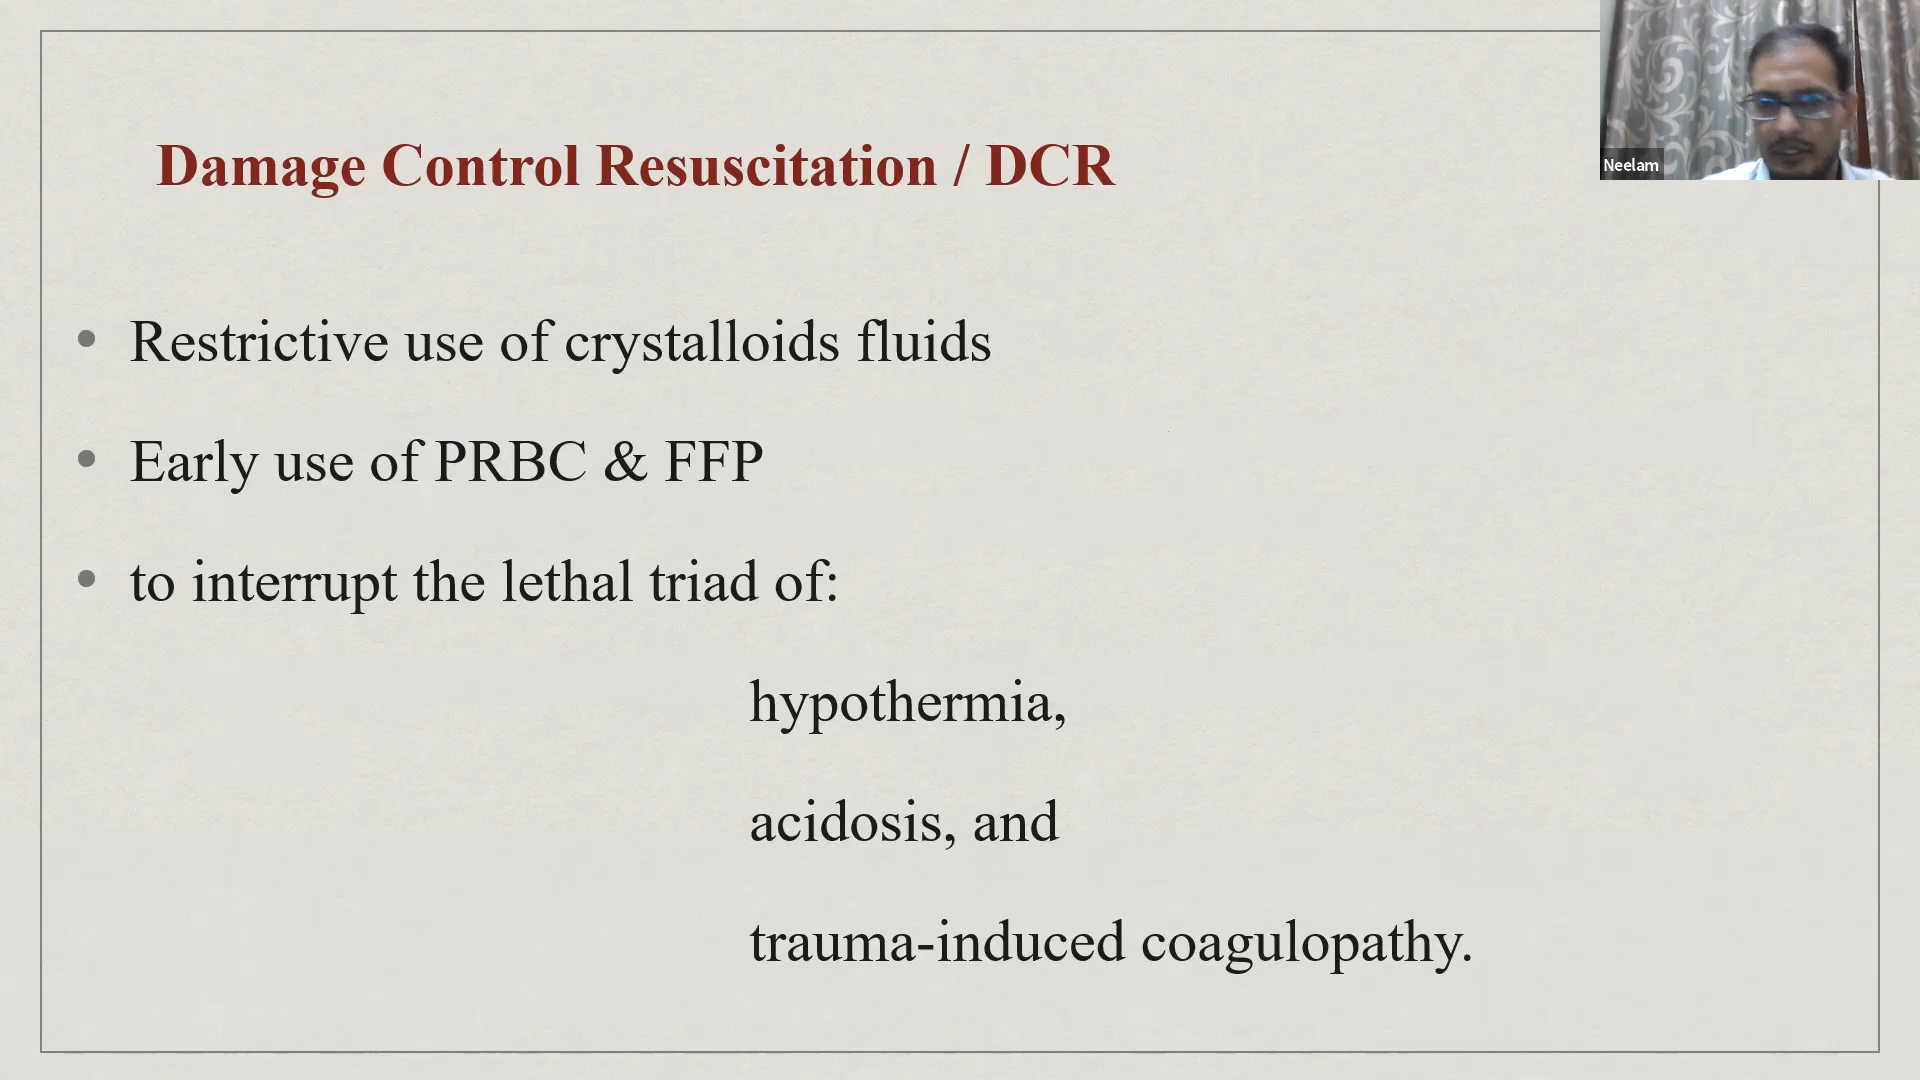 Damage Control Resuscitation / DCR
Neelam
• Restrictive use of crystalloids fluids
• Early use of PRBC & FFP
• to interrupt the lethal triad of:
hypothermia,
acidosis, and
trauma-induced coagulopathy.